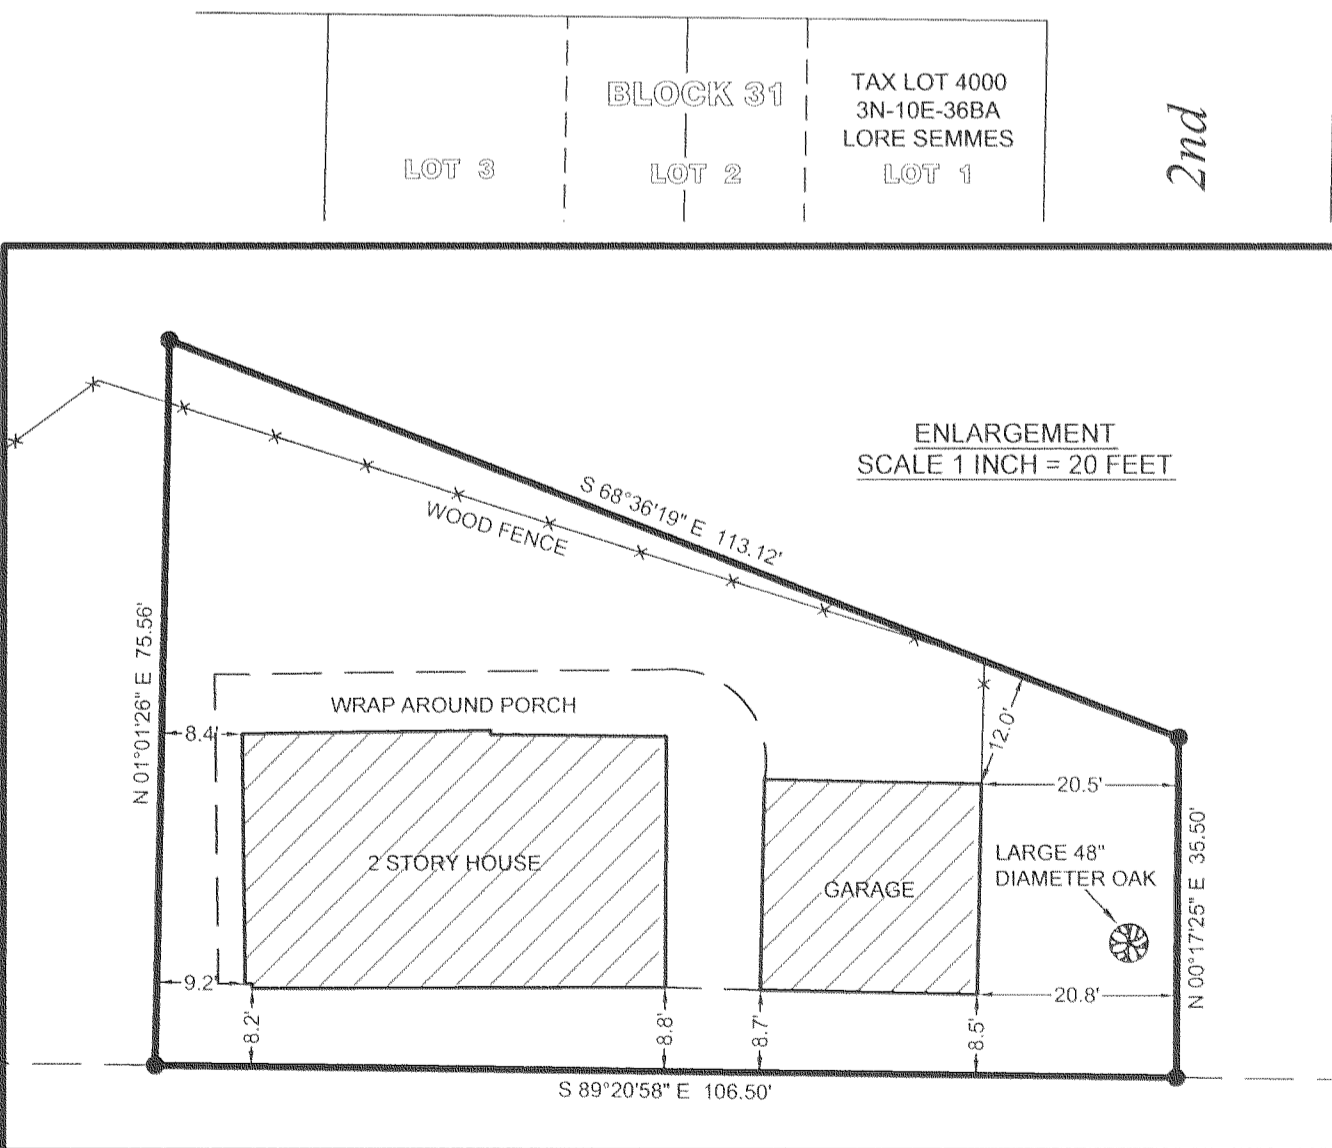 BLOCK 31
TAX LOT 4000
3N-10E-36BA
LORE SEMMES
LOT 3
LOT 2
LOT 1
2nd
ENLARGEMENT
SCALE 1 INCH = 20 FEET
S 68°36'19" E 113.12'
WOOD FENCE
N 01°01'26" E 75.56'
WRAP AROUND PORCH
8.4'
12.0'
20.5'
2 STORY HOUSE
GARAGE
LARGE 48"
DIAMETER OAK
N 00°17'25" E 35.50'
9.2'
20.8'
8.2'
8.8'
8.7'
8.5'
S 89°20'58" E 106.50'